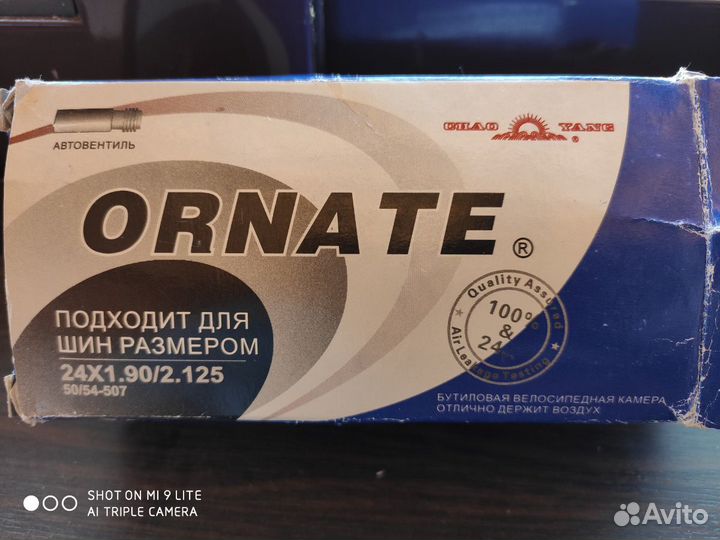 CHAO YANG
®
АВТОВЕНТИЛЬ
ORNATE ®
Quality Assured
100%
&
Air Leakage Testing
ПОДХОДИТ ДЛЯ
ШИН РАЗМЕРОМ
24X1.90/2.125
50/54-507
БУТИЛОВАЯ ВЕЛОСИПЕДНАЯ КАМЕРА
ОТЛИЧНО ДЕРЖИТ ВОЗДУХ
SHOT ON MI 9 LITE
AI TRIPLE CAMERA
Avito